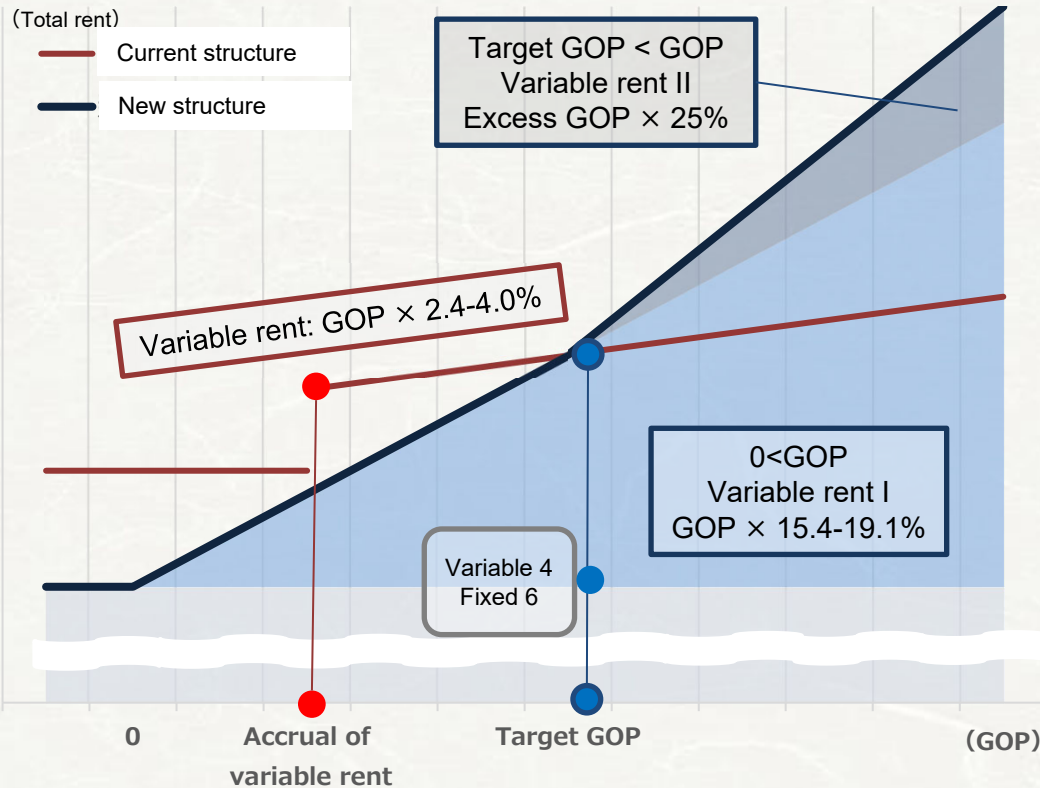 (Total rent)
Current structure
New structure
Target GOP < GOP
Variable rent II
Excess GOP × 25%
Variable rent: GOP × 2.4-4.0%
0<GOP
Variable rent I
GOP × 15.4-19.1%
Variable 4
Fixed 6
0
Accrual of
variable rent
Target GOP
(GOP)